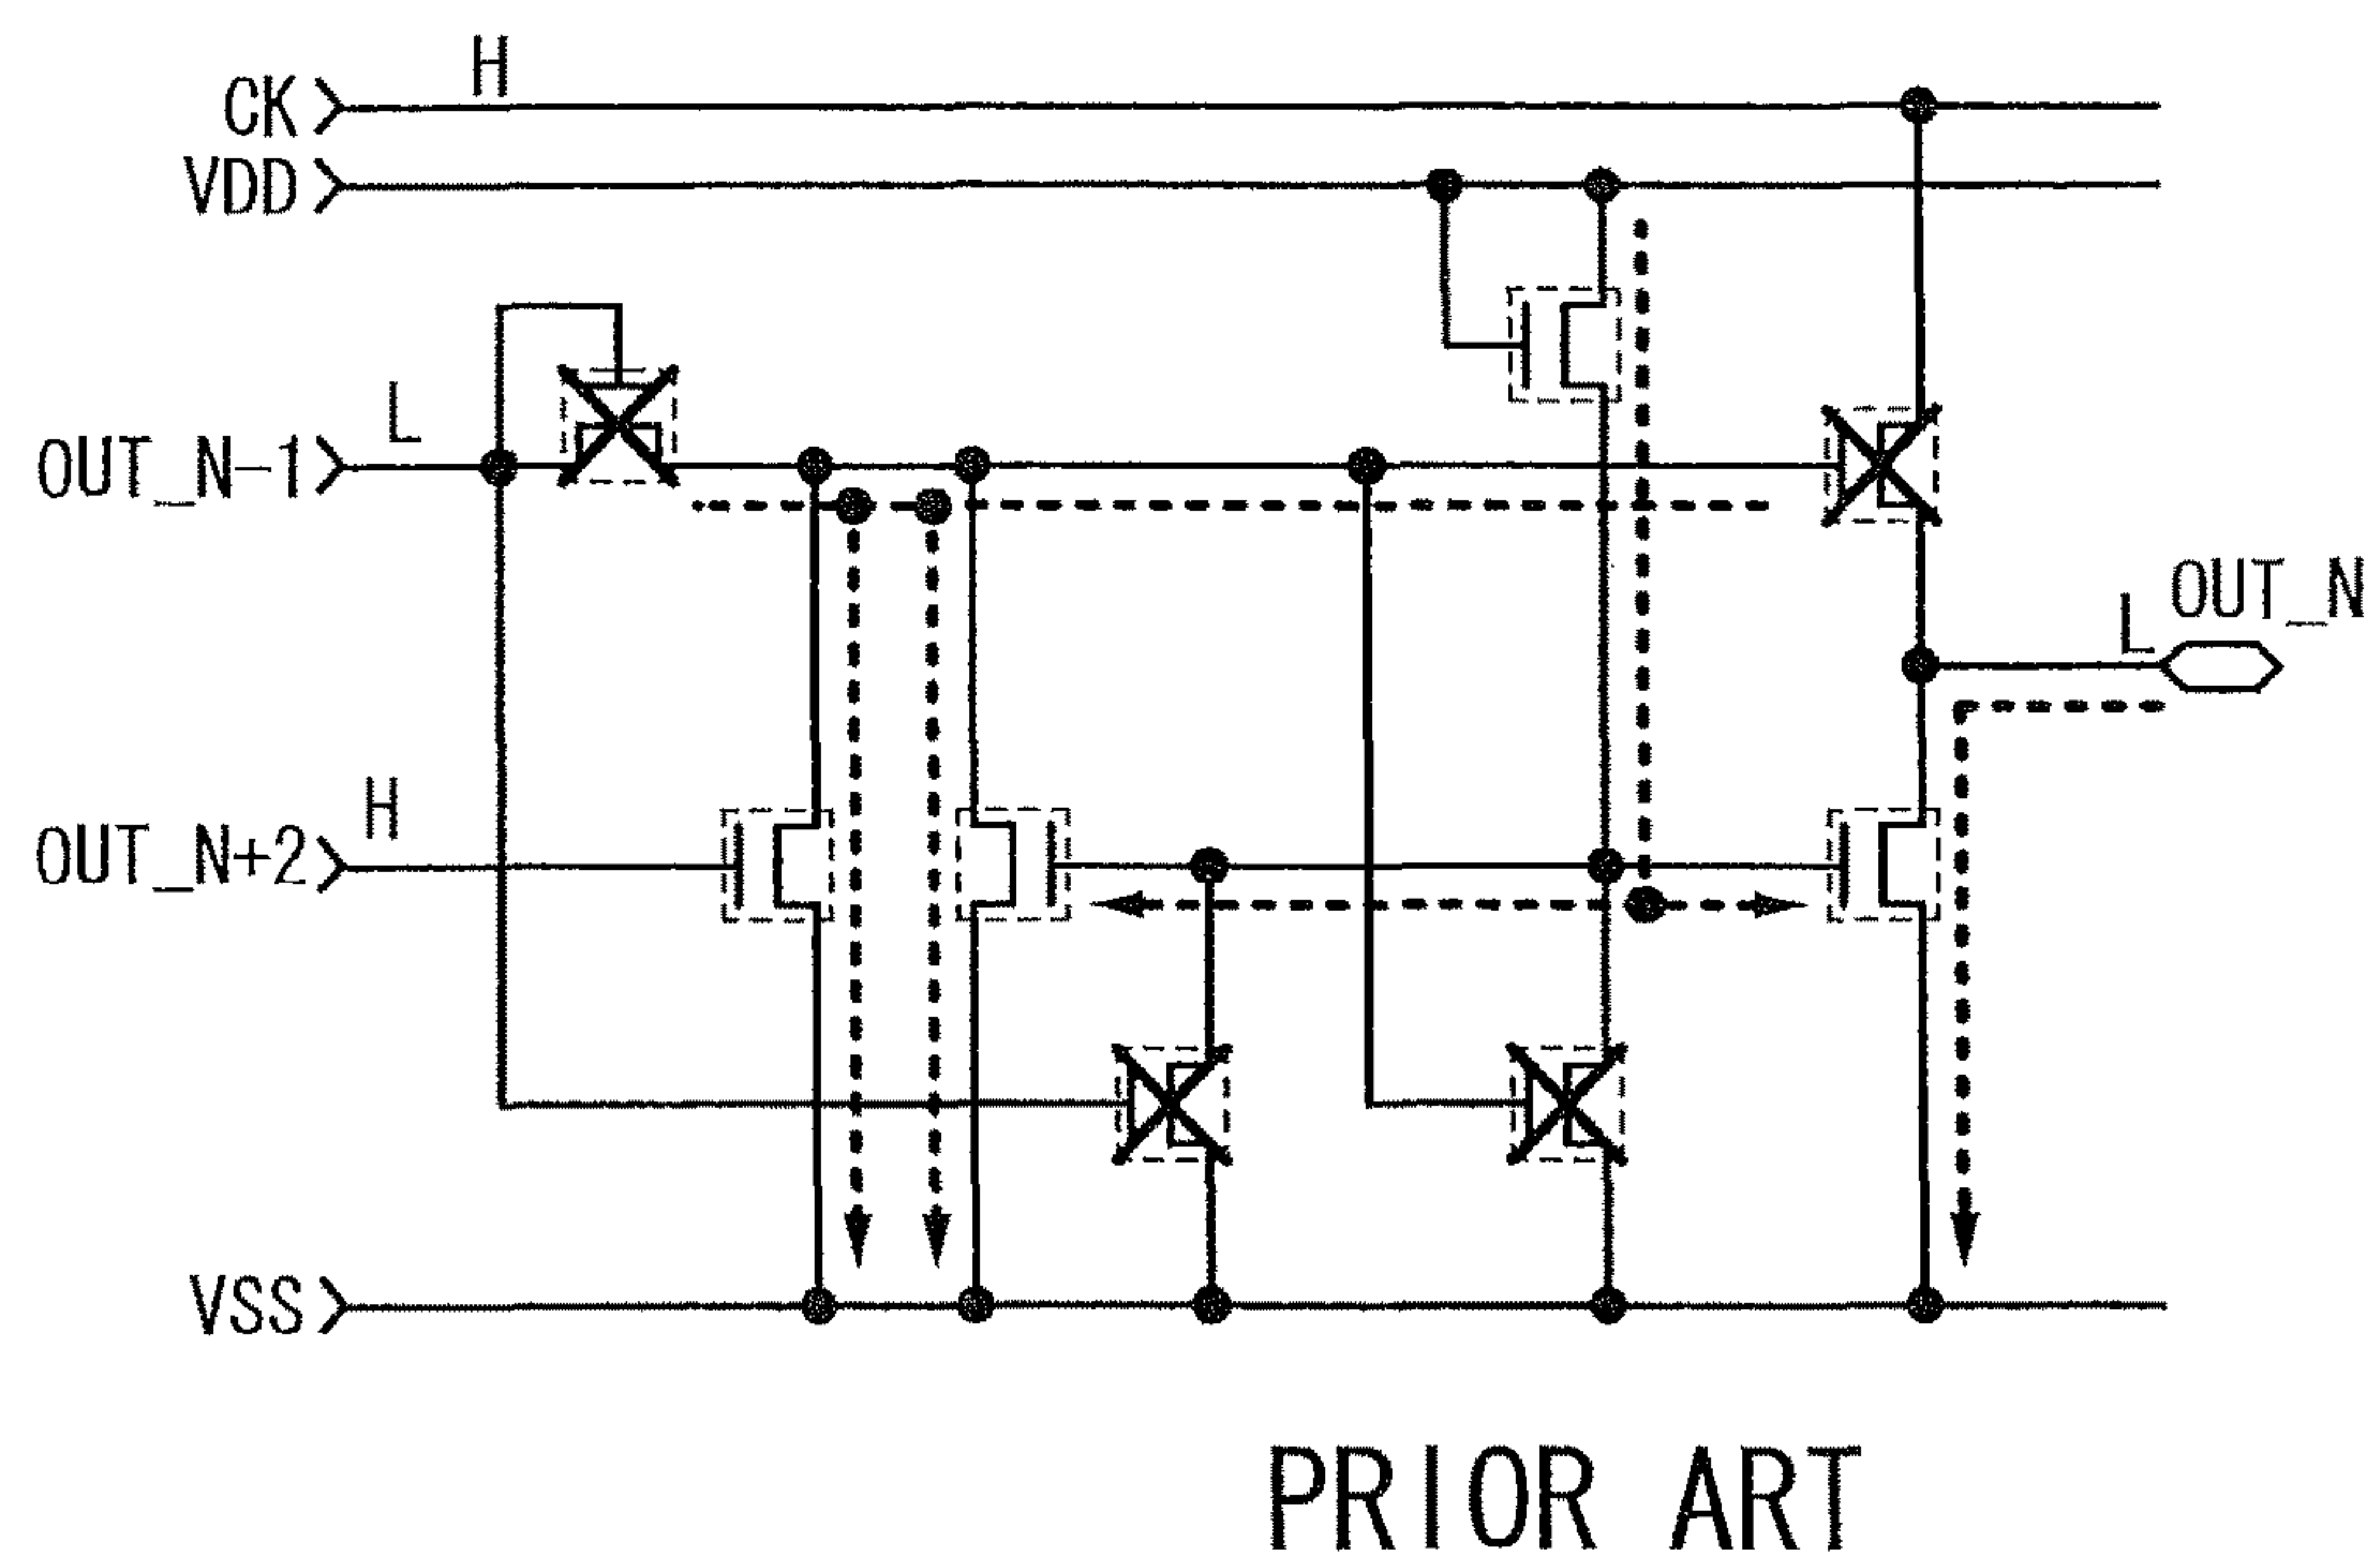 H
CK
VDD
L
OUT_N-1
OUT_N
L
H
OUT_N+2
VSS
PRIOR ART